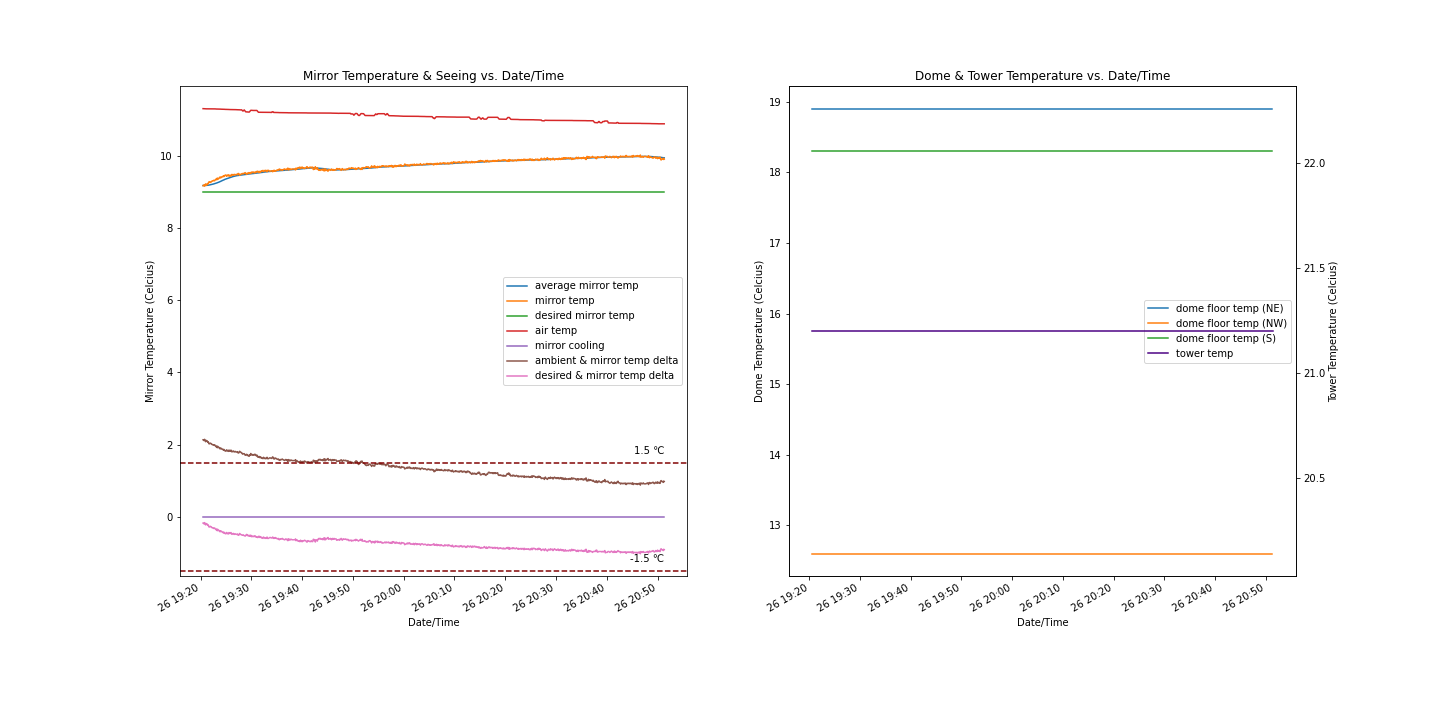 Mirror Temperature & Seeing vs. Date/Time
Mirror Temperature (Celcius)
10
8
6
4
2
0
average mirror temp
mirror temp
desired mirror temp
air temp
mirror cooling
ambient & mirror temp delta
desired & mirror temp delta
1.5 °C
-1.5 °C
26 19:20
26 19:30
26 19:40
26 19:50
26 20:00
26 20:10
26 20:20
26 20:30
26 20:40
26 20:50
Date/Time
Dome & Tower Temperature vs. Date/Time
Dome Temperature (Celcius)
19
18
17
16
15
14
13
dome floor temp (NE)
dome floor temp (NW)
dome floor temp (S)
tower temp
22.0
21.5
21.0
20.5
Tower Temperature (Celcius)
26 19:20
26 19:30
26 19:40
26 19:50
26 20:00
26 20:10
26 20:20
26 20:30
26 20:40
26 20:50
Date/Time